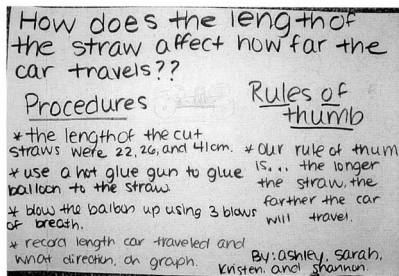 How does the length of
the straw affect how far the
car travels??
Procedures
* the length of the cut
straws were 22, 26, and 41cm.
* use a hot glue gun to glue
balloon to the straw.
* blow the balloon up using 3 blows
of breath.
* record length car traveled and
what direction, on graph.
Rules of
thumb
* Our rule of thum
is... the longer
the straw, the
farther the car
will travel.
By: ashley, sarah,
Kristen, and shannon